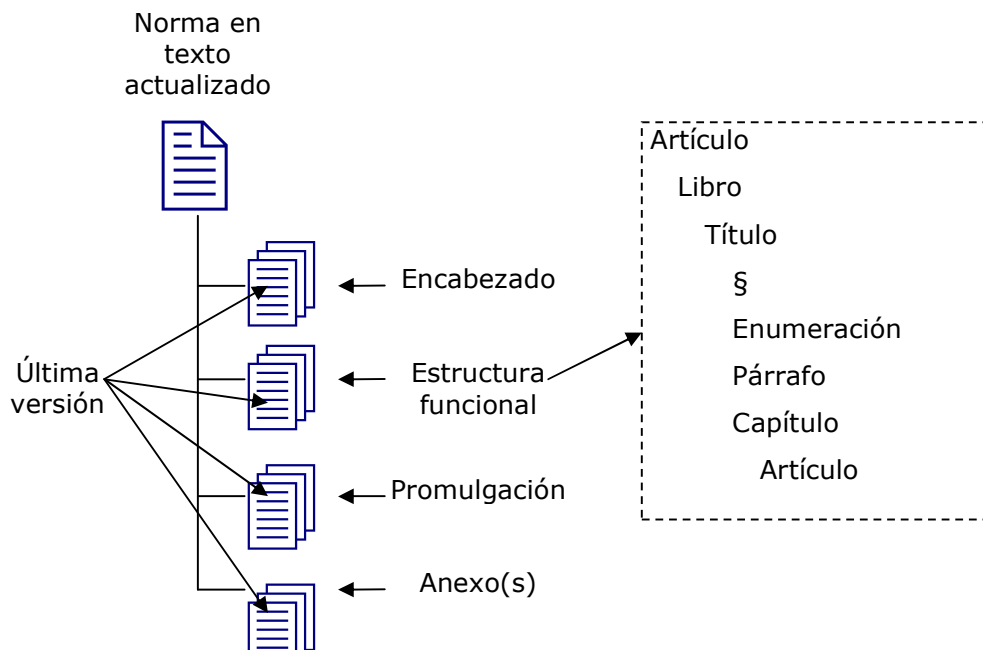 Norma en
texto
actualizado
Encabezado
Última
versión
Estructura
funcional
Promulgación
Anexo(s)
Artículo
Libro
Título
§
Enumeración
Párrafo
Capítulo
Artículo